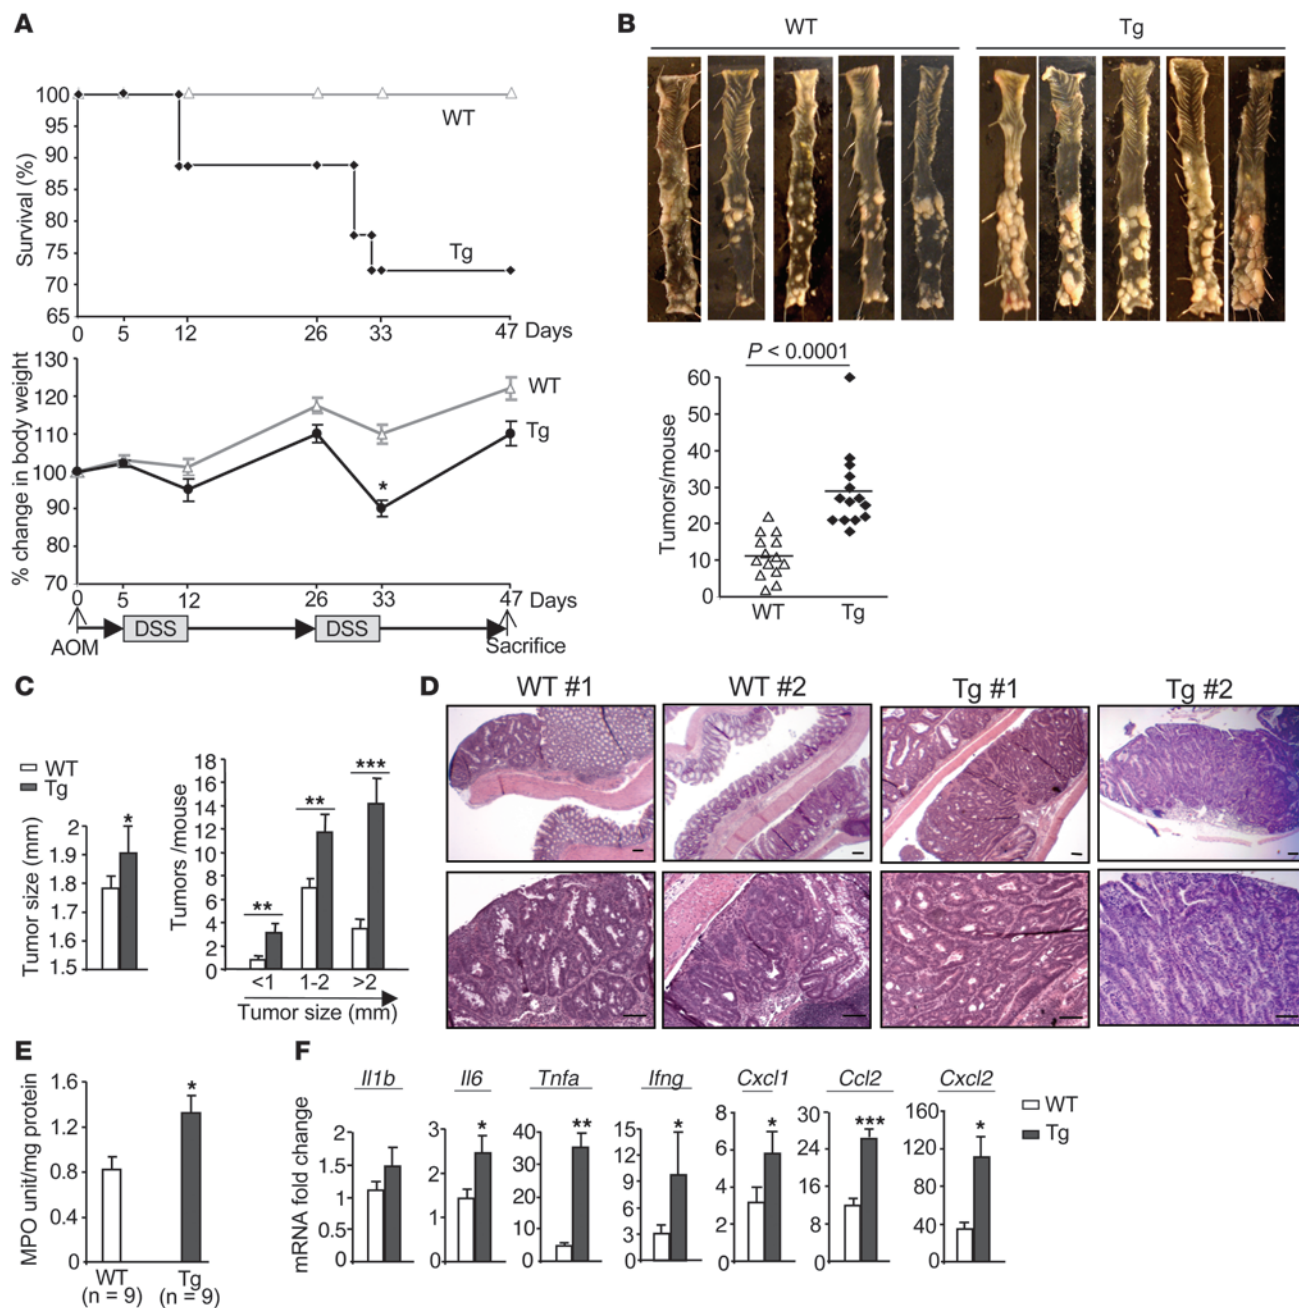 A
Survival (%)
100
95
90
85
80
75
70
65
WT
Tg
0 5 12 26 33 47 Days
% change in body weight
130
120
110
100
90
80
70
WT
Tg
*
0 5 12 26 33 47 Days
AOM DSS DSS Sacrifice
B
WT Tg
P < 0.0001
Tumors/mouse
60
50
40
30
20
10
0
WT Tg
C
WT
Tg
Tumor size (mm)
2
1.9
1.8
1.7
1.6
1.5
*
Tumors /mouse
18
16
14
12
10
8
6
4
2
0
** ** ***
<1 1-2 >2
Tumor size (mm)
D
WT #1 WT #2 Tg #1 Tg #2
E
MPO unit/mg protein
1.6
1.2
0.8
0.4
0
*
WT Tg
(n = 9) (n = 9)
F
mRNA fold change
Il1b Il6 Tnfa Ifng Cxcl1 Ccl2 Cxcl2
2
1.5
1
0.5
0
3
2
1
0
*
40
30
20
10
0
**
15
12
9
6
3
0
*
8
6
4
2
0
*
30
24
18
12
6
0
***
160
120
80
40
0
*
WT
Tg